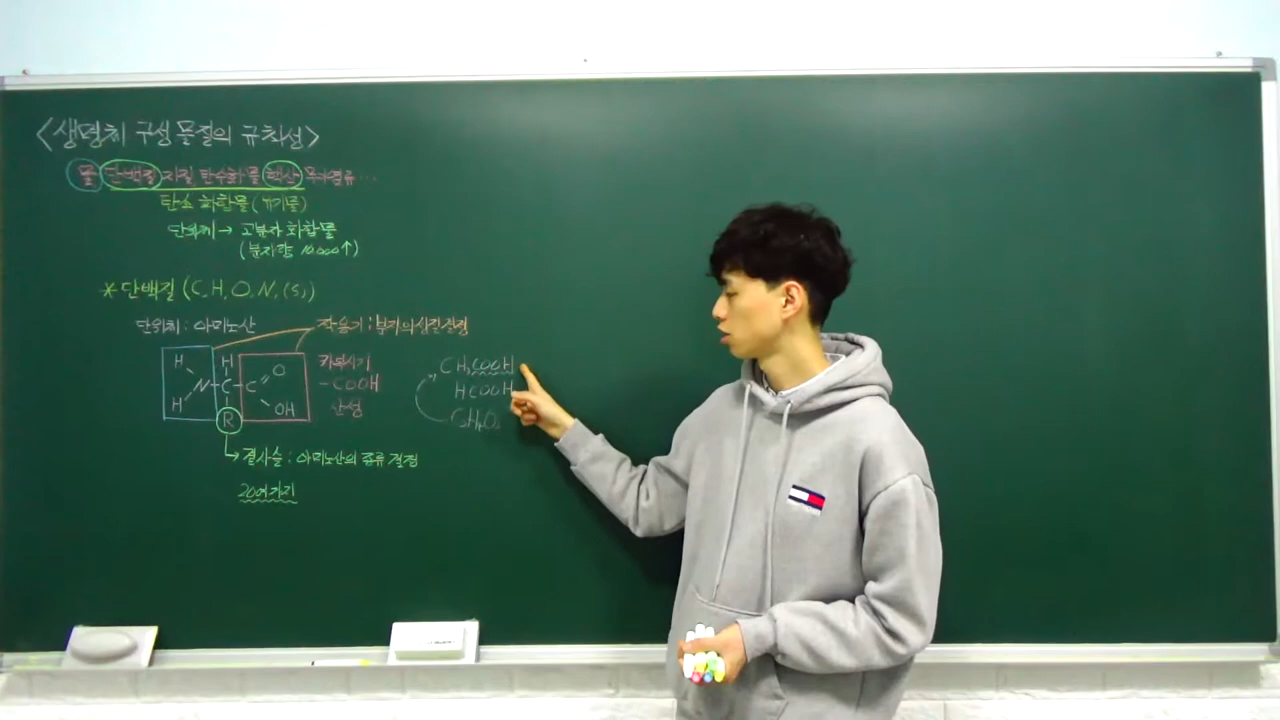 <생명체 구성 물질의 규칙성>
물 단백질 지질 탄수화물 핵산 무기염류 ...
탄소 화합물 (유기물)
단위체 → 고분자 화합물
(분자량 10,000↑)
* 단백질 (C, H, O, N, (S))
단위체 : 아미노산
작용기 : 분자의 성질 결정
H H O
N C C
H R OH
카복시기
-COOH
산성
CH₃COOH
HCOOH
↳ 곁사슬 : 아미노산의 종류 결정
20여가지